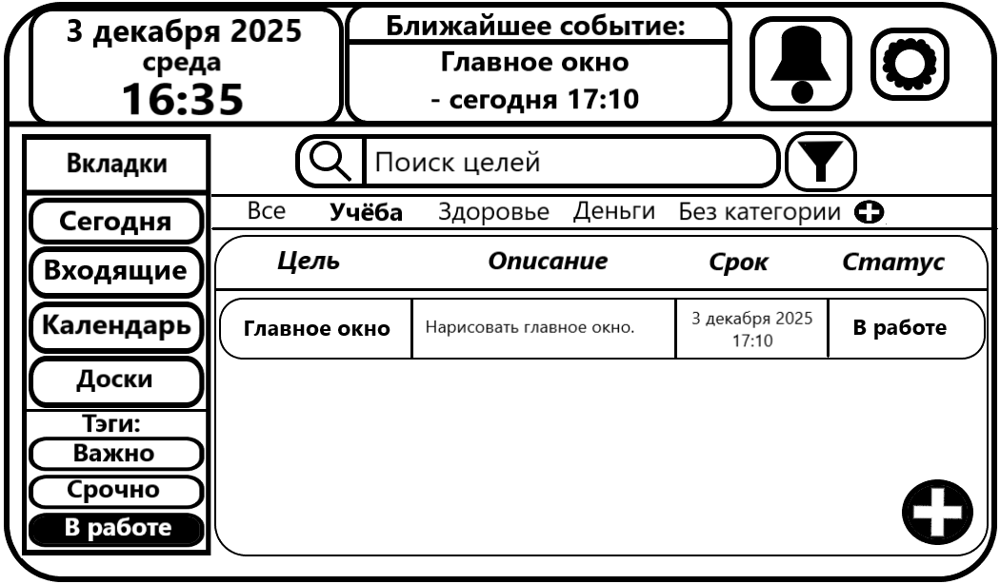 3 декабря 2025
среда
16:35
Ближайшее событие:
Главное окно
- сегодня 17:10
Вкладки
Сегодня
Входящие
Календарь
Доски
Тэги:
Важно
Срочно
В работе
Поиск целей
Все Учёба Здоровье Деньги Без категории
Цель Описание Срок Статус
Главное окно Нарисовать главное окно. 3 декабря 2025 17:10 В работе